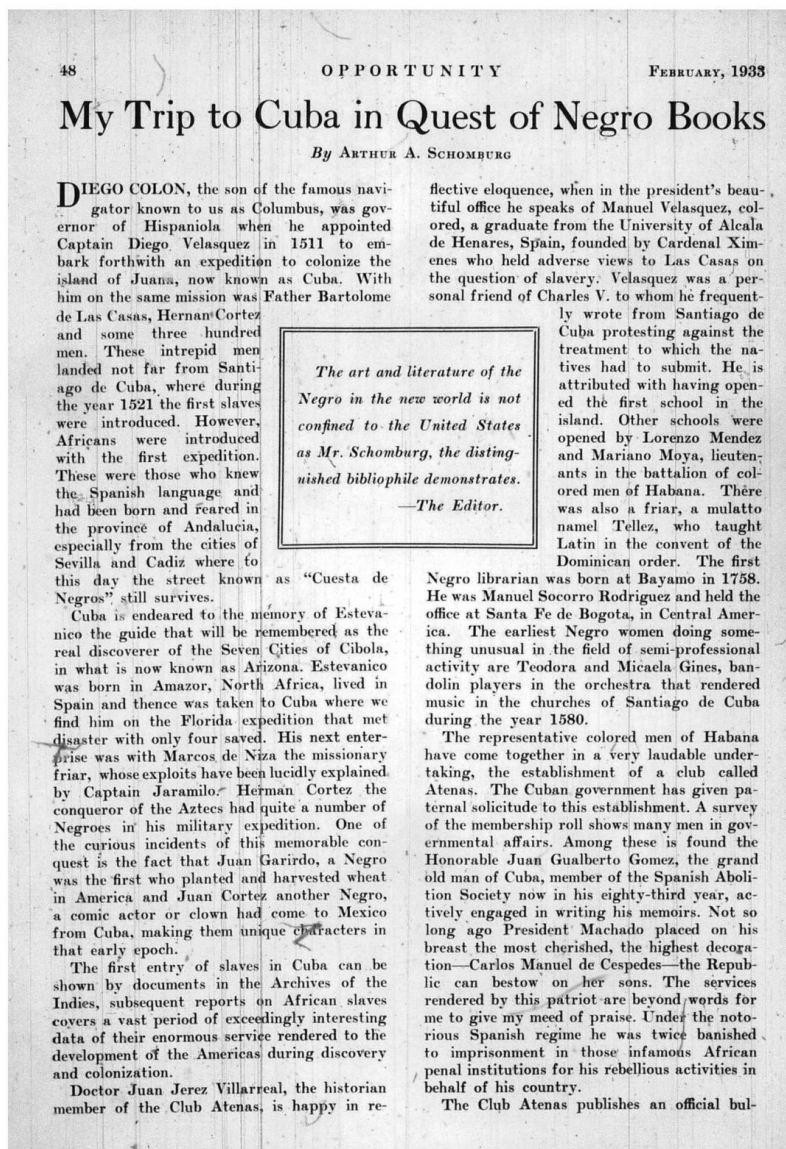 48
OPPORTUNITY
FEBRUARY, 1933
My Trip to Cuba in Quest of Negro Books
By ARTHUR A. SCHOMBURG
DIEGO COLON, the son of the famous navi-
gator known to us as Columbus, was gov-
ernor of Hispaniola when he appointed
Captain Diego Velasquez in 1511 to em-
bark forthwith an expedition to colonize the
island of Juana, now known as Cuba. With
him on the same mission was Father Bartolome
de Las Casas, Hernan Cortez
and some three hundred
men. These intrepid men
landed not far from Santi-
ago de Cuba, where during
the year 1521 the first slaves
were introduced. However,
Africans were introduced
with the first expedition.
These were those who knew
the Spanish language and
had been born and reared in
the province of Andalucia,
especially from the cities of
Sevilla and Cadiz where to
this day the street known as "Cuesta de
Negros" still survives.
Cuba is endeared to the memory of Esteva-
nico the guide that will be remembered as the
real discoverer of the Seven Cities of Cibola,
in what is now known as Arizona. Estevanico
was born in Amazor, North Africa, lived in
Spain and thence was taken to Cuba where we
find him on the Florida expedition that met
disaster with only four saved. His next enter-
prise was with Marcos de Niza the missionary
friar, whose exploits have been lucidly explained
by Captain Jaramilo. Herman Cortez the
conqueror of the Aztecs had quite a number of
Negroes in his military expedition. One of
the curious incidents of this memorable con-
quest is the fact that Juan Garirdo, a Negro
was the first who planted and harvested wheat
in America and Juan Cortez another Negro,
a comic actor or clown had come to Mexico
from Cuba, making them unique characters in
that early epoch.
The first entry of slaves in Cuba can be
shown by documents in the Archives of the
Indies, subsequent reports on African slaves
covers a vast period of exceedingly interesting
data of their enormous service rendered to the
development of the Americas during discovery
and colonization.
Doctor Juan Jerez Villarreal, the historian
member of the Club Atenas, is happy in re-
The art and literature of the
Negro in the new world is not
confined to the United States
as Mr. Schomburg, the disting-
uished bibliophile demonstrates.
—The Editor.
flective eloquence, when in the president's beau-
tiful office he speaks of Manuel Velasquez, col-
ored, a graduate from the University of Alcala
de Henares, Spain, founded by Cardenal Xim-
enes who held adverse views to Las Casas on
the question of slavery. Velasquez was a per-
sonal friend of Charles V. to whom he frequent-
ly wrote from Santiago de
Cuba protesting against the
treatment to which the na-
tives had to submit. He is
attributed with having open-
ed the first school in the
island. Other schools were
opened by Lorenzo Mendez
and Mariano Moya, lieuten-
ants in the battalion of col-
ored men of Habana. There
was also a friar, a mulatto
namel Tellez, who taught
Latin in the convent of the
Dominican order. The first
Negro librarian was born at Bayamo in 1758.
He was Manuel Socorro Rodriguez and held the
office at Santa Fe de Bogota, in Central Amer-
ica. The earliest Negro women doing some-
thing unusual in the field of semi-professional
activity are Teodora and Micaela Gines, ban-
dolin players in the orchestra that rendered
music in the churches of Santiago de Cuba
during the year 1580.
The representative colored men of Habana
have come together in a very laudable under-
taking, the establishment of a club called
Atenas. The Cuban government has given pa-
ternal solicitude to this establishment. A survey
of the membership roll shows many men in gov-
ernmental affairs. Among these is found the
Honorable Juan Gualberto Gomez, the grand
old man of Cuba, member of the Spanish Aboli-
tion Society now in his eighty-third year, ac-
tively engaged in writing his memoirs. Not so
long ago President Machado placed on his
breast the most cherished, the highest decora-
tion—Carlos Manuel de Cespedes—the Repub-
lic can bestow on her sons. The services
rendered by this patriot are beyond words for
me to give my meed of praise. Under the noto-
rious Spanish regime he was twice banished
to imprisonment in those infamous African
penal institutions for his rebellious activities in
behalf of his country.
The Club Atenas publishes an official bul-